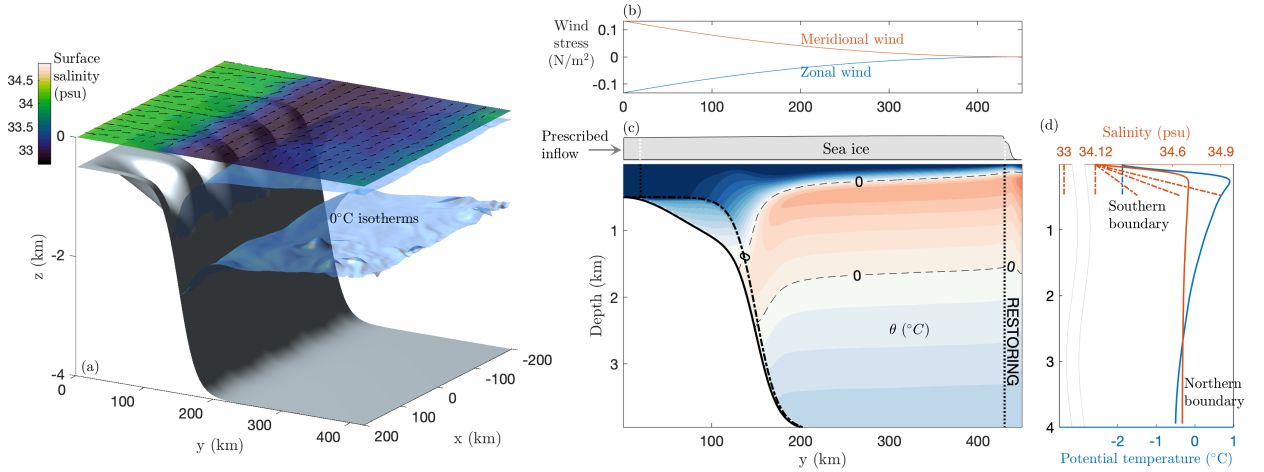 Surface
salinity
(psu)
34.5
34
33.5
33
0
-2
-4
z (km)
0°C isotherms
(a)
0
100
200
300
400
y (km)
200
100
0
-100
-200
x (km)
(b)
Wind
stress
(N/m²)
0.1
0
-0.1
Meridional wind
Zonal wind
0
100
200
300
400
(c)
Prescribed
inflow
Sea ice
0
0
0
0
θ (°C)
RESTORING
1
2
3
Depth (km)
100
200
300
400
y (km)
(d)
Salinity (psu)
33
34.12
34.6
34.9
Southern
boundary
Northern
boundary
1
2
3
4
-2
-1
0
1
Potential temperature (°C)